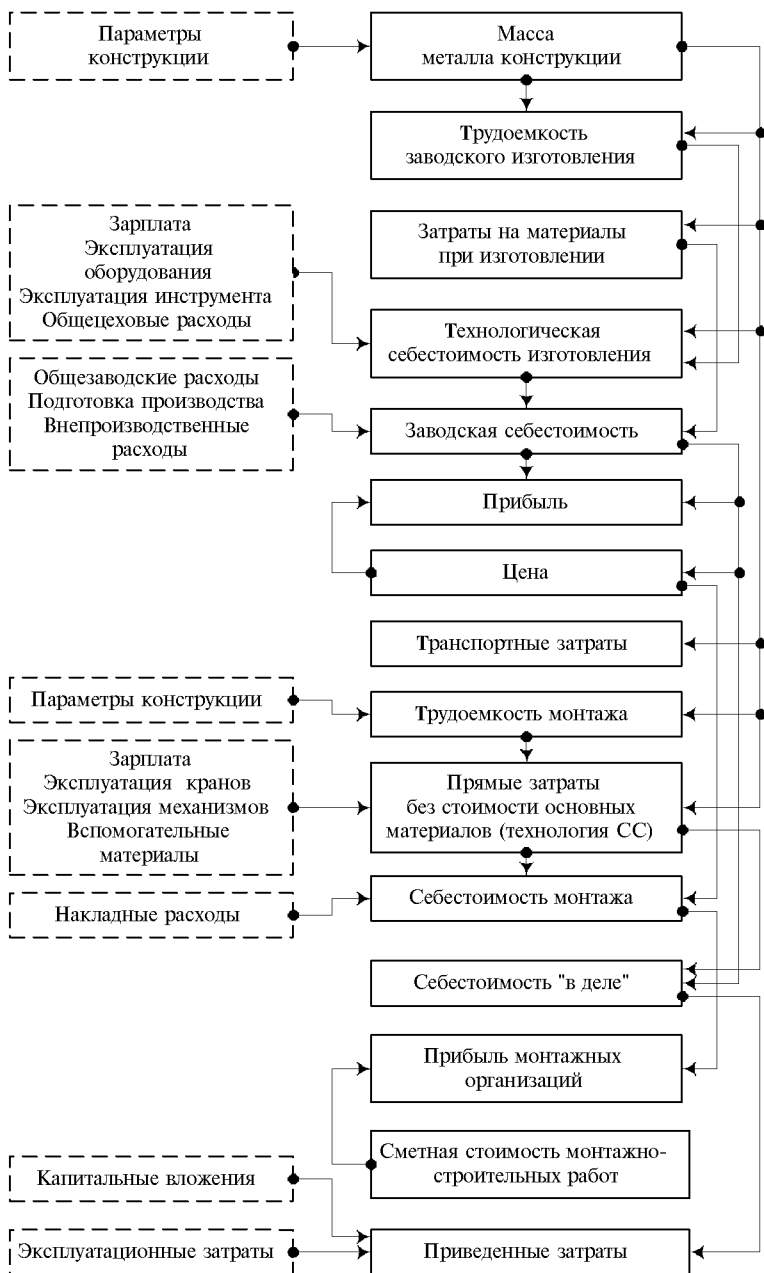 Параметры
конструкции
Масса
металла конструкции
Трудоемкость
заводского изготовления
Зарплата
Эксплуатация
оборудования
Эксплуатация инструмента
Общецеховые расходы
Затраты на материалы
при изготовлении
Технологическая
себестоимость изготовления
Общезаводские расходы
Подготовка производства
Внепроизводственные
расходы
Заводская себестоимость
Прибыль
Цена
Транспортные затраты
Параметры конструкции
Трудоемкость монтажа
Зарплата
Эксплуатация кранов
Эксплуатация механизмов
Вспомогательные
материалы
Прямые затраты
без стоимости основных
материалов (технология СС)
Накладные расходы
Себестоимость монтажа
Себестоимость "в деле"
Прибыль монтажных
организаций
Сметная стоимость монтажно-
строительных работ
Капитальные вложения
Эксплуатационные затраты
Приведенные затраты